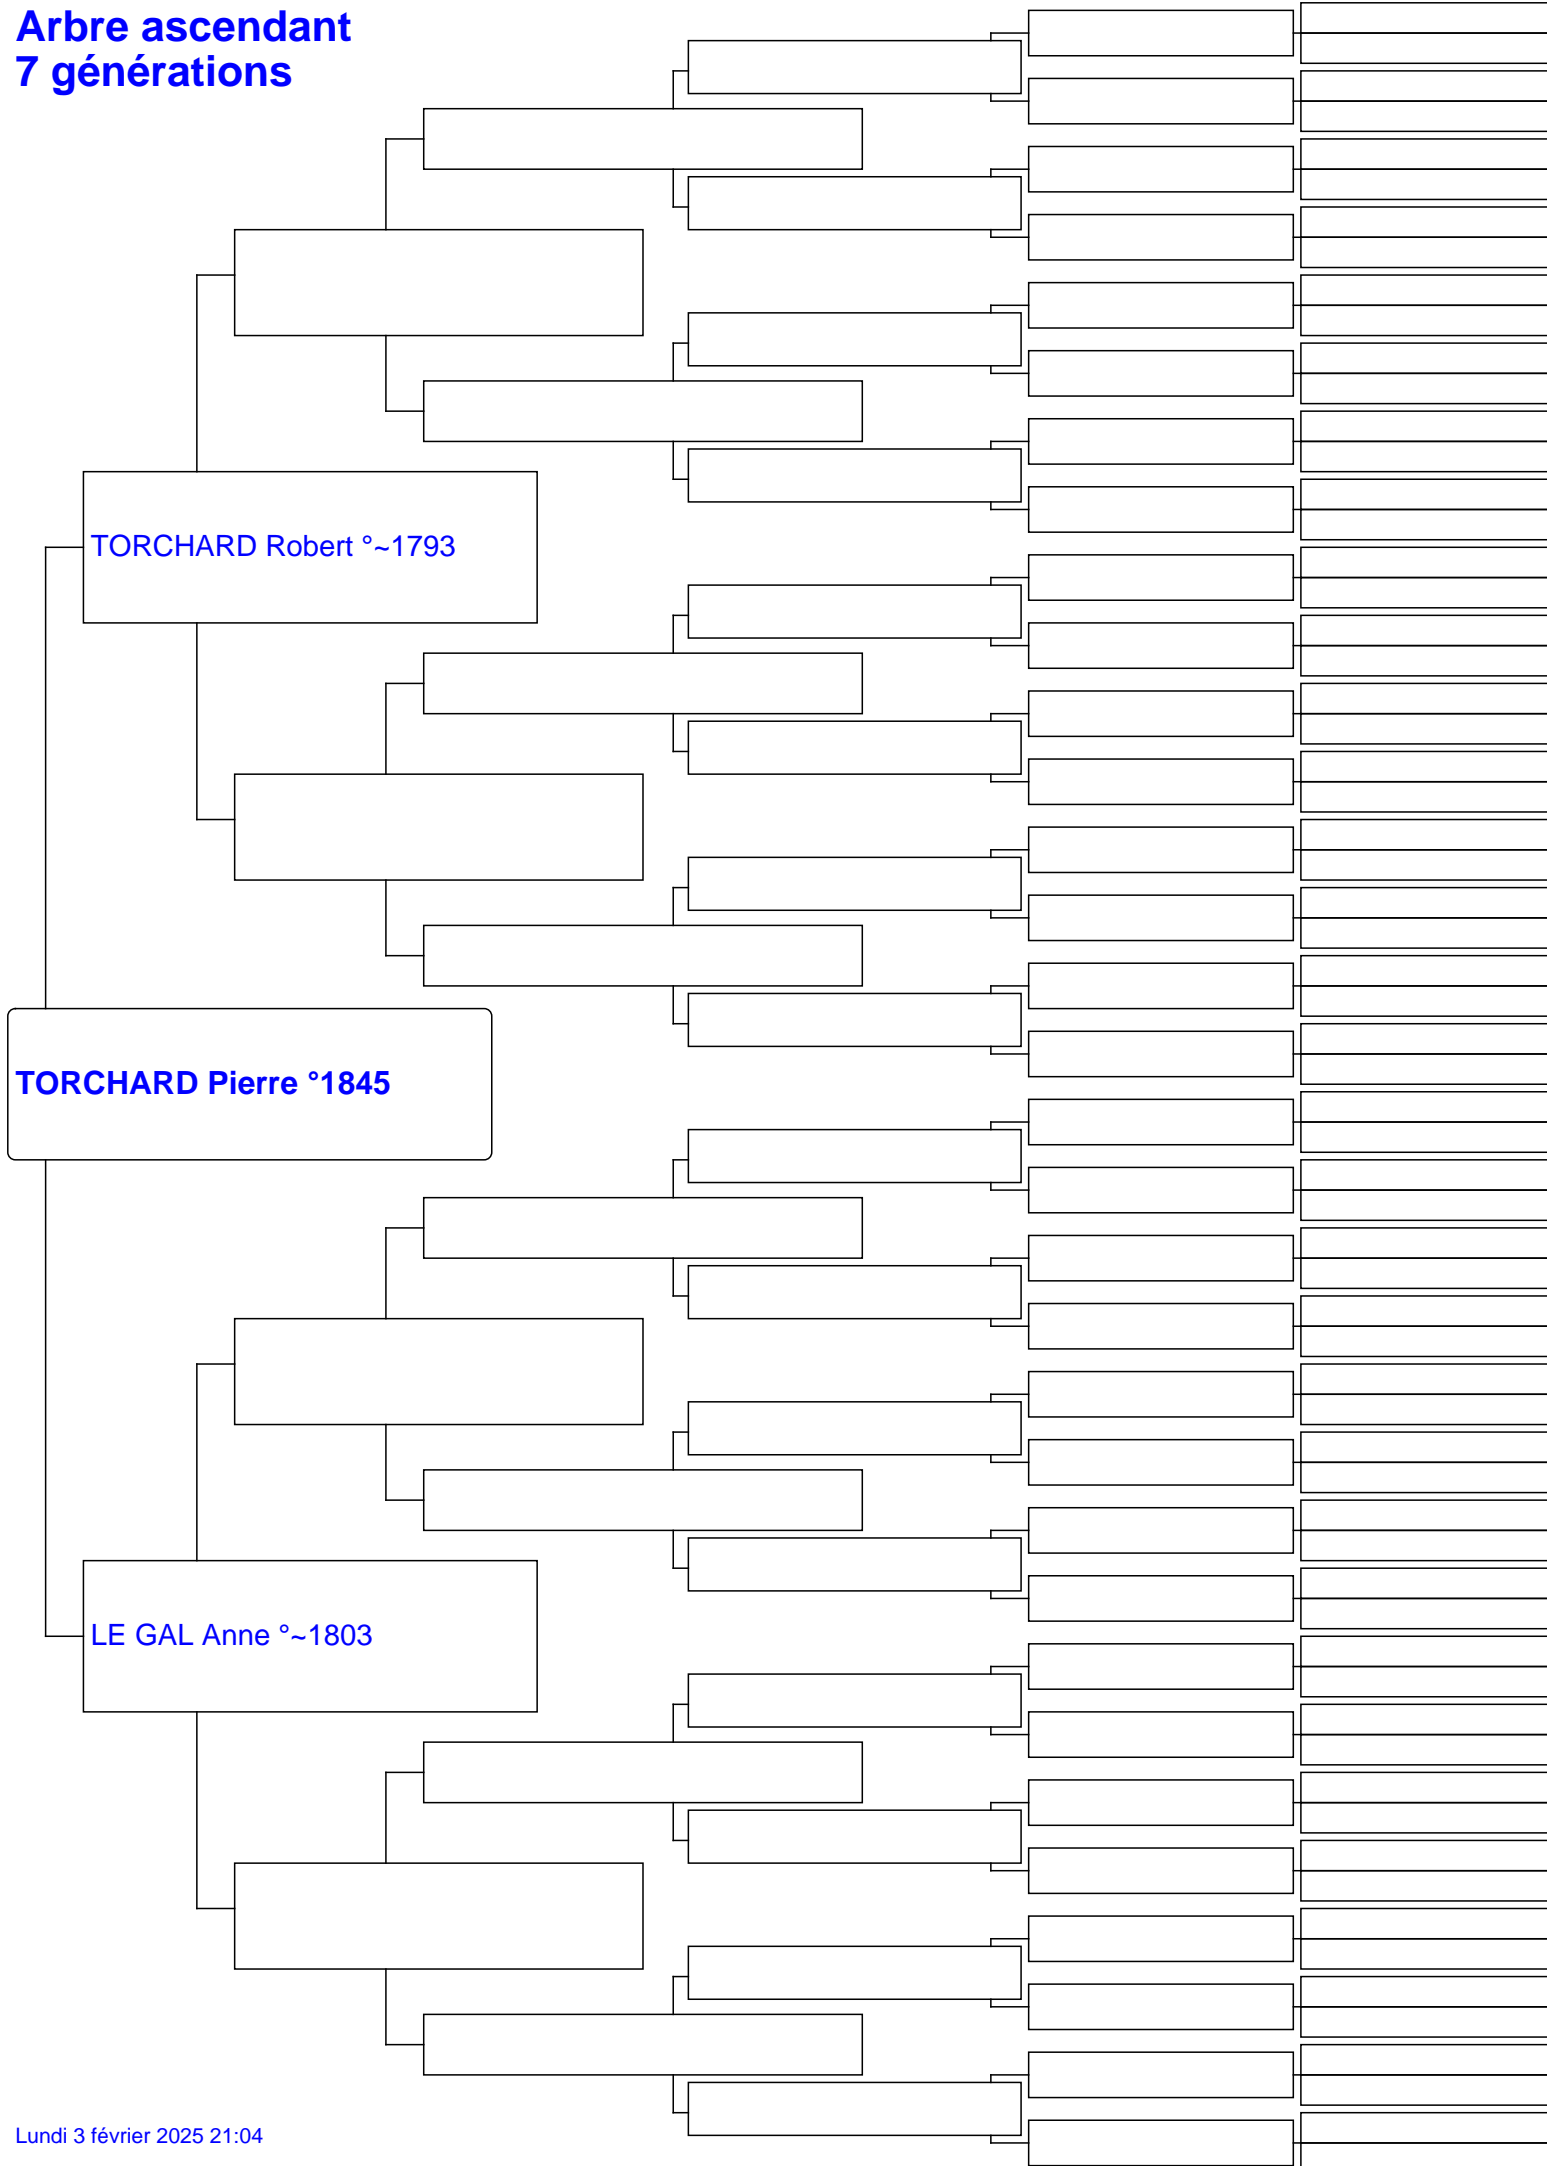 Arbre ascendant
7 générations
TORCHARD Robert °~1793
TORCHARD Pierre °1845
LE GAL Anne °~1803
Lundi 3 février 2025 21:04